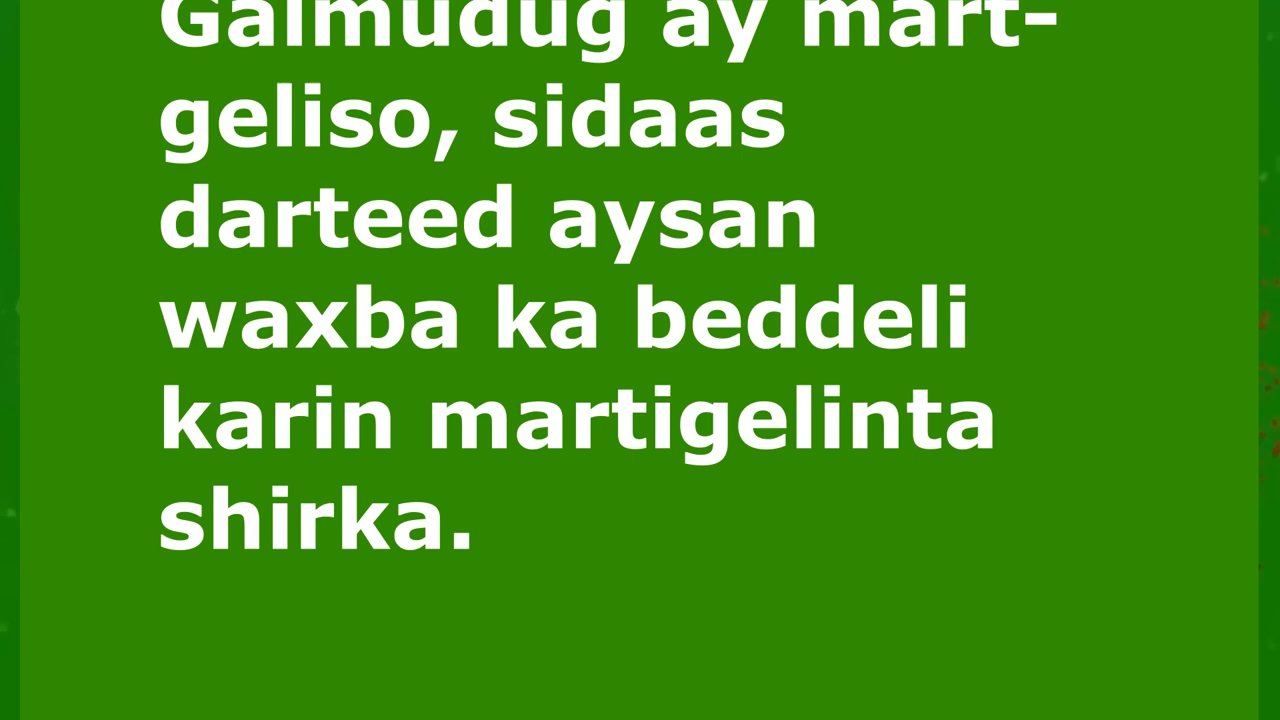 Galmudug ay mart-
geliso, sidaas
darteed aysan
waxba ka beddeli
karin martigelinta
shirka.